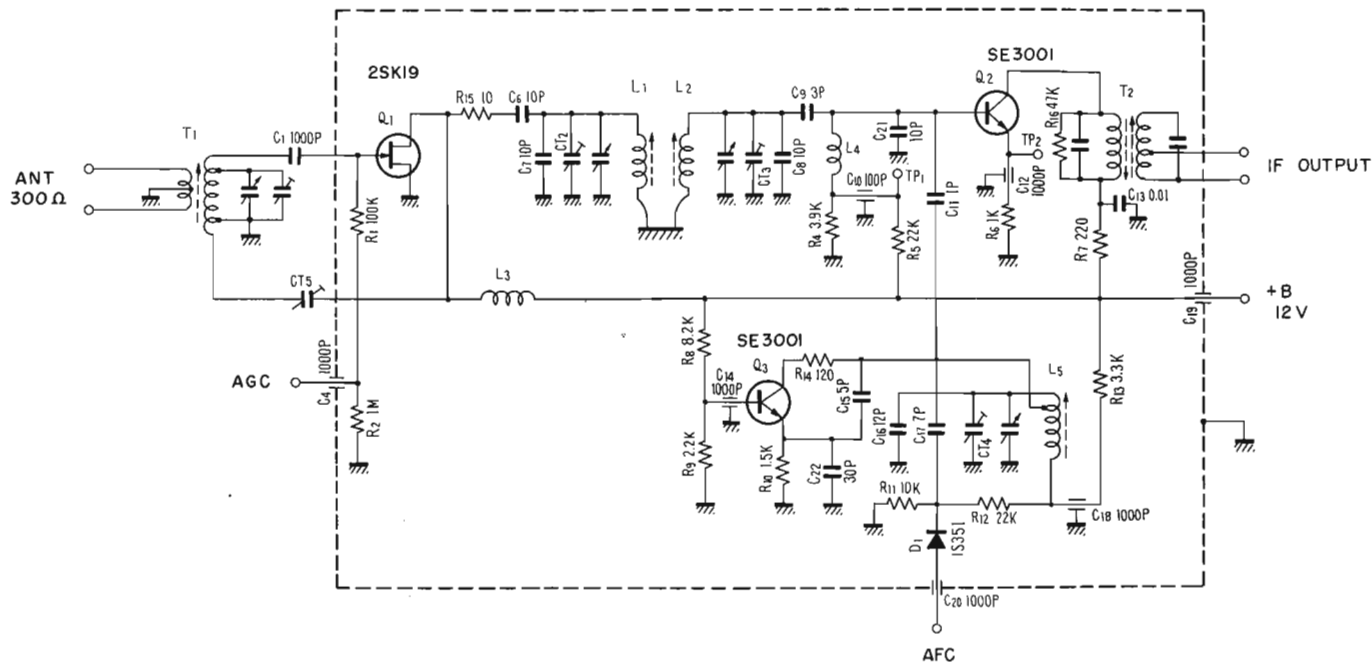 SE3001
2SK19
Q2
R15 10
C6 10P
L1
L2
C9 3P
T2
R16 47K
Q1
T1
C1 1000P
C21
10P
TP2
CT2
C7 10P
CT3
C8 10P
L4
C12
1000P
IF OUTPUT
ANT
300Ω
C10 100P
TP1
C11 1P
C13 0.01
R1 100K
R4 3.9K
R5 22K
R6 1K
R7 220
L3
CT5
C19 1000P
+B
12V
SE3001
R8 8.2K
Q3
R14 120
L5
C4 1000P
C14
1000P
C15 5P
R13 3.3K
AGC
R2 1M
C16 12P
C17 7P
CT4
R9 2.2K
R10 1.5K
C22
30P
R11 10K
R12 22K
C18 1000P
D1
1S351
C20 1000P
AFC